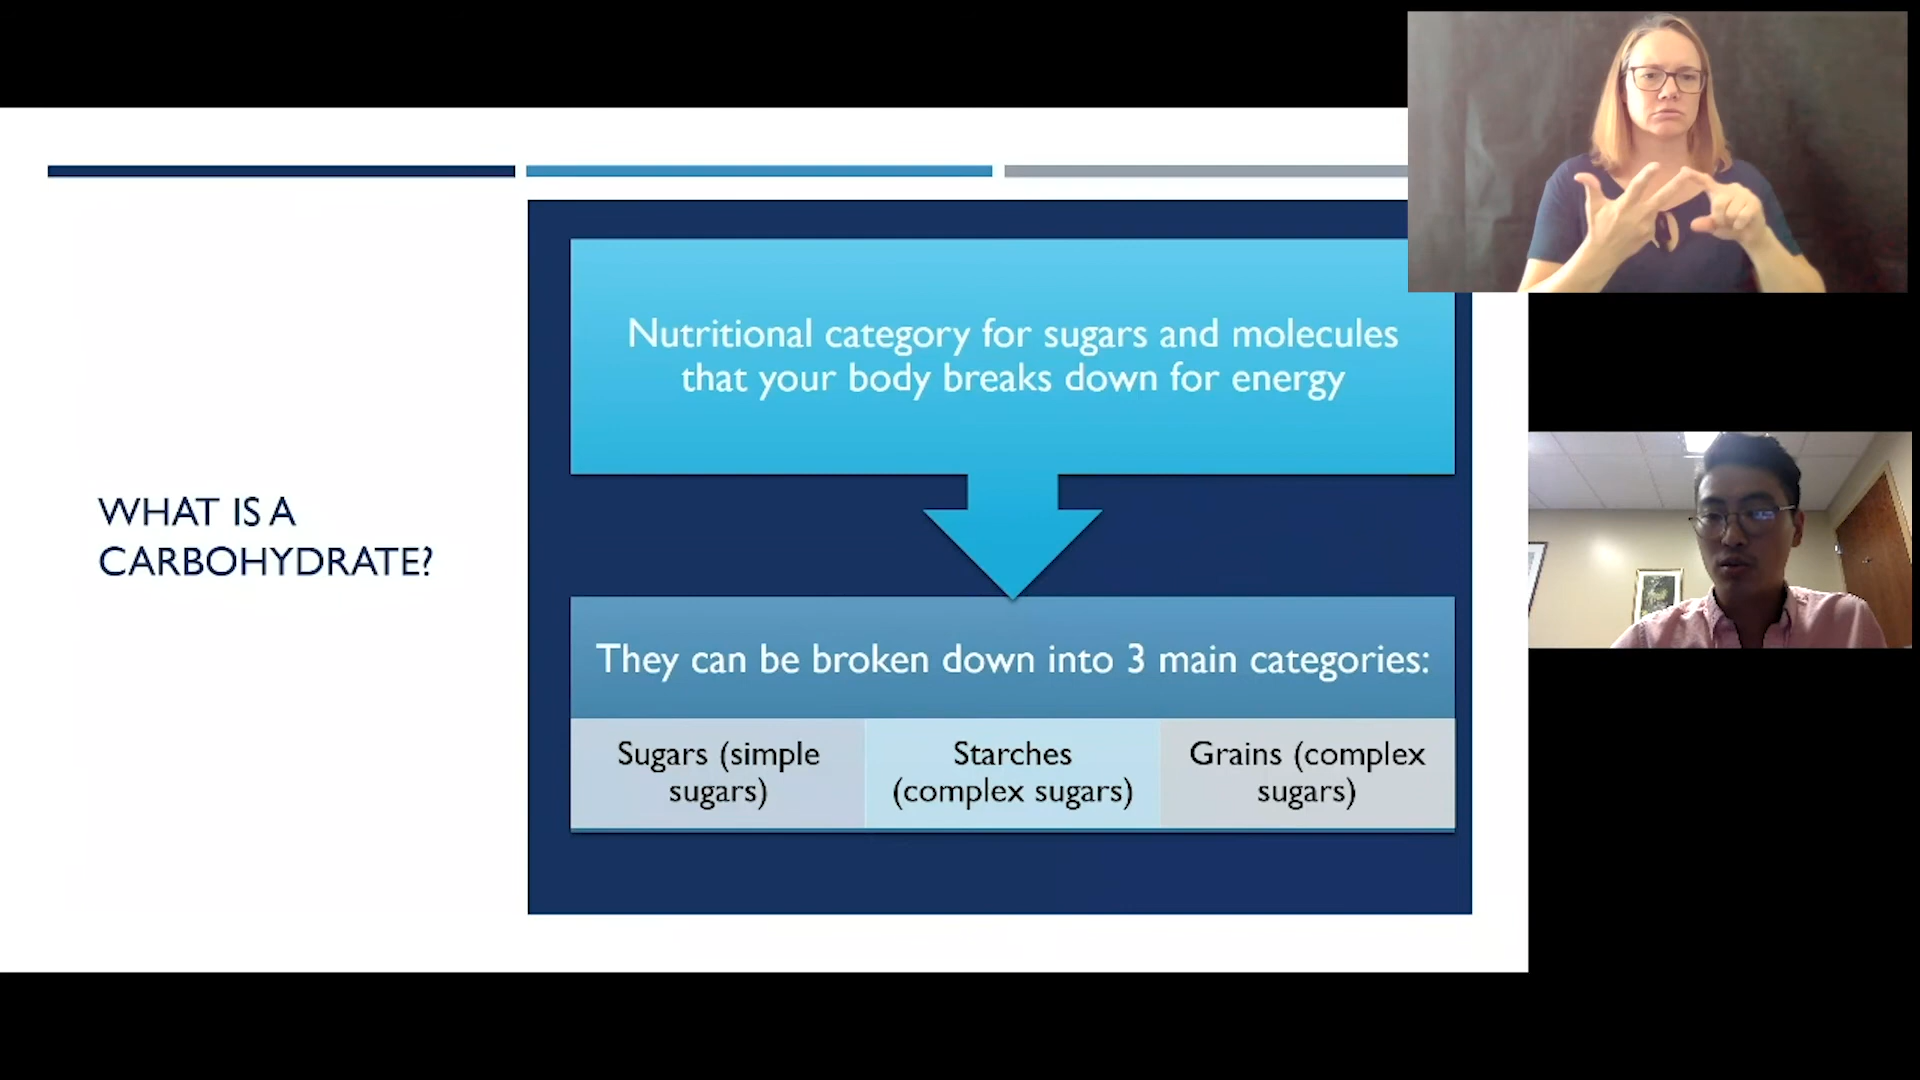 WHAT IS A
CARBOHYDRATE?
Nutritional category for sugars and molecules
that your body breaks down for energy
They can be broken down into 3 main categories:
Sugars (simple
sugars)
Starches
(complex sugars)
Grains (complex
sugars)